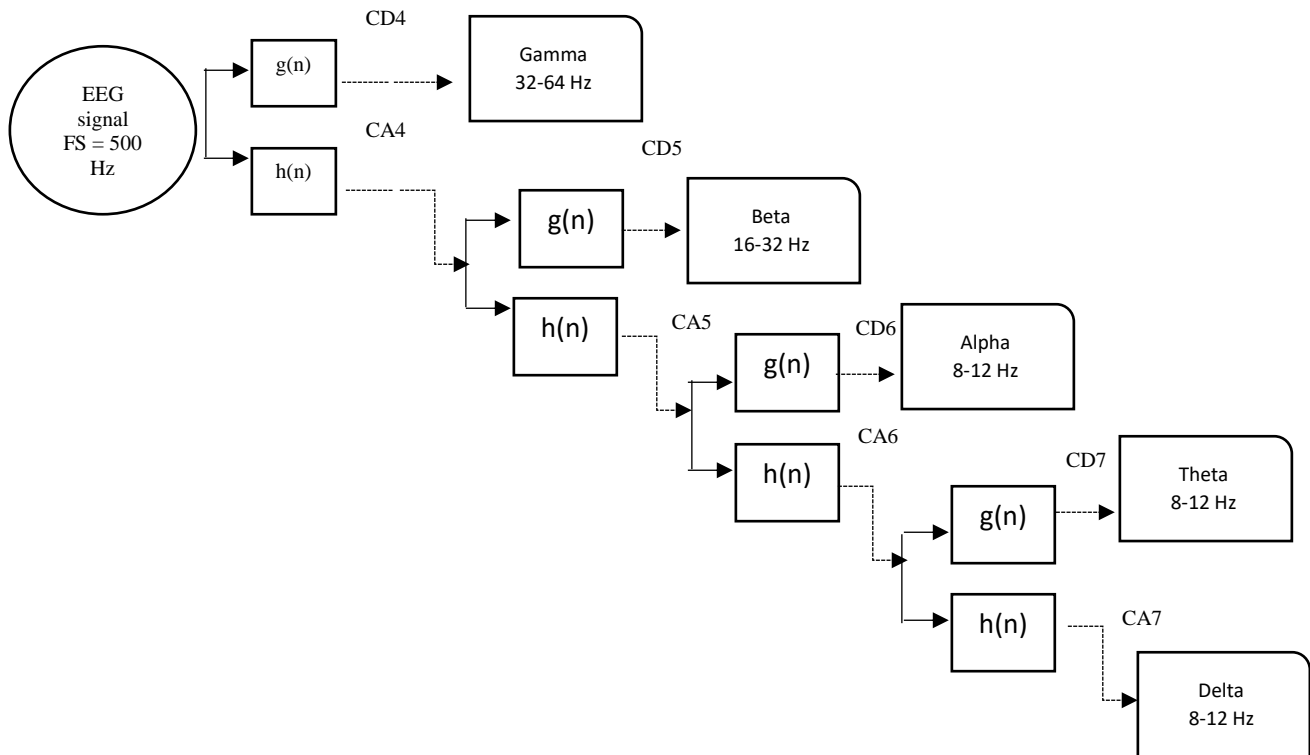 CD4
g(n)
Gamma
32-64 Hz
EEG
signal
FS = 500
Hz
CA4
h(n)
CD5
g(n)
Beta
16-32 Hz
h(n)
CA5
CD6
g(n)
Alpha
8-12 Hz
CA6
h(n)
CD7
g(n)
Theta
8-12 Hz
h(n)
CA7
Delta
8-12 Hz